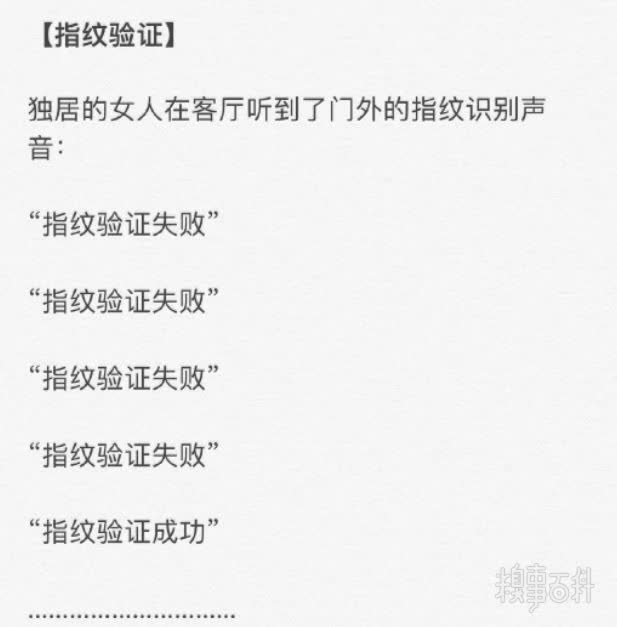 【指纹验证】
独居的女人在客厅听到了门外的指纹识别声
音：
“指纹验证失败”
“指纹验证失败”
“指纹验证失败”
“指纹验证失败”
“指纹验证成功”
…………………………
糗事百科